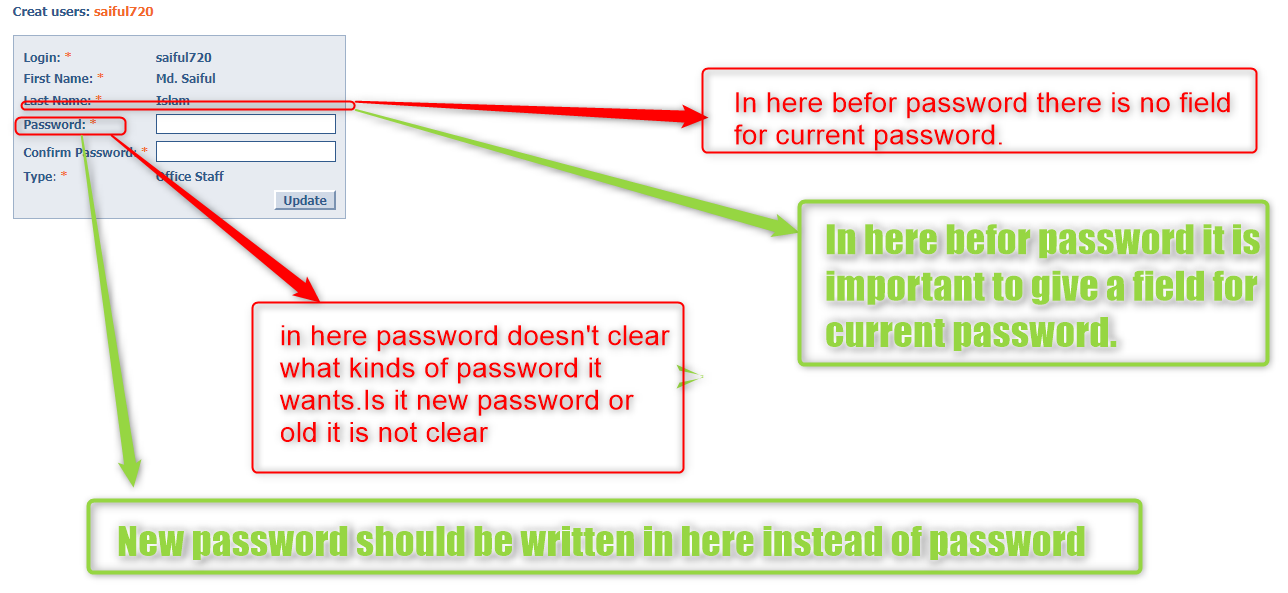 Creat users: saiful720
Login: * saiful720
First Name: * Md. Saiful
Last Name: * Islam
Password: *
Confirm Password: *
Type: * Office Staff
Update
In here befor password there is no field
for current password.
In here befor password it is
important to give a field for
current password.
in here password doesn't clear
what kinds of password it
wants.Is it new password or
old it is not clear
New password should be written in here instead of password